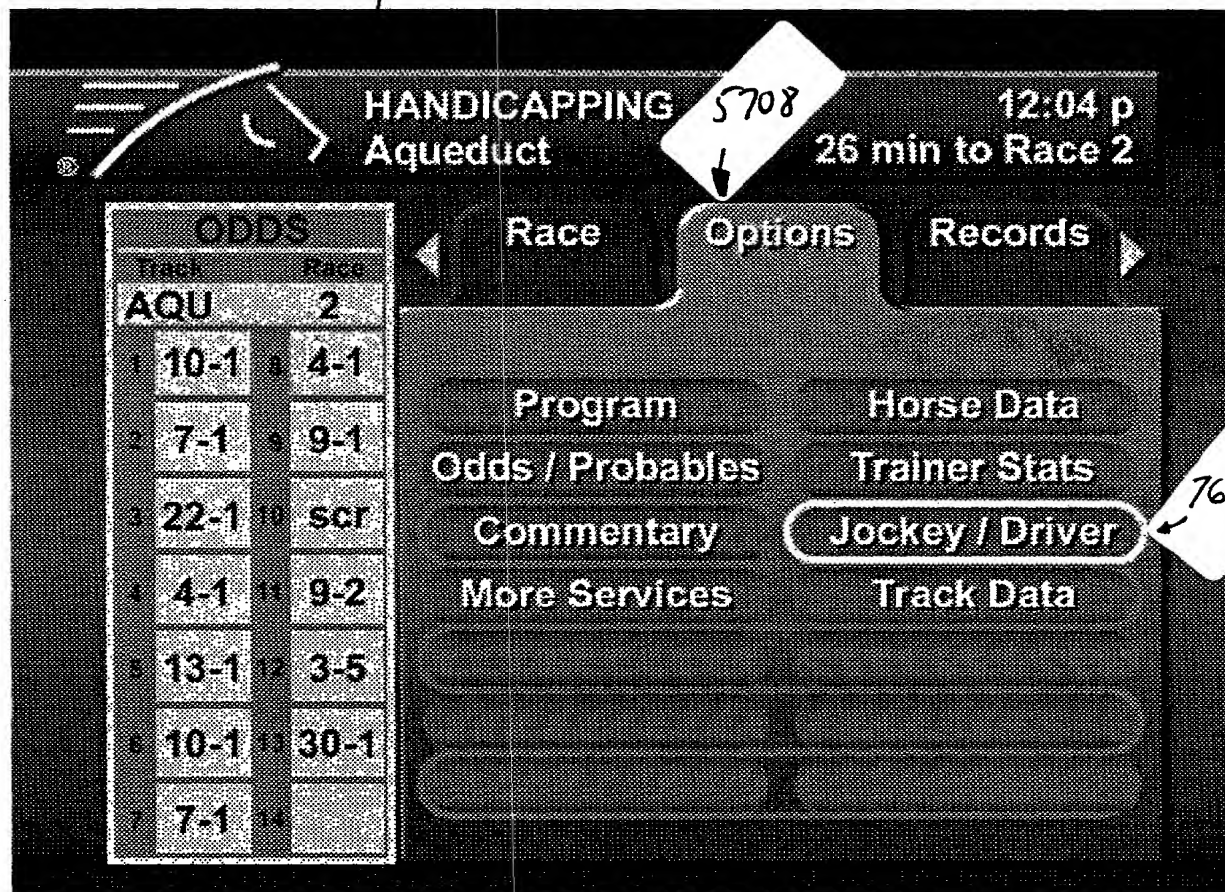 HANDICAPPING 5708 12:04 p
Aqueduct 26 min to Race 2
ODDS
Track Race
AQU 2
1 10-1 8 4-1
2 7-1 9 9-1
3 22-1 10 scr
4 4-1 11 9-2
5 13-1 12 3-5
6 10-1 13 30-1
7 7-1 14
Race Options Records
Program Horse Data
Odds / Probables Trainer Stats
Commentary Jockey / Driver
More Services Track Data